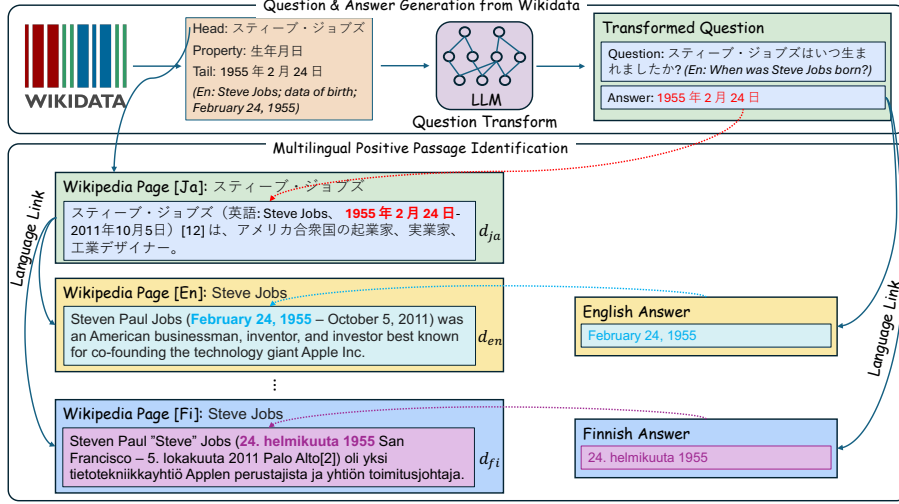 Question & Answer Generation from Wikidata
WIKIDATA
Head: スティーブ・ジョブズ
Property: 生年月日
Tail: 1955 年 2 月 24 日
(En: Steve Jobs; data of birth;
February 24, 1955)
LLM
Question Transform
Transformed Question
Question: スティーブ・ジョブズはいつ生ま
れましたか? (En: When was Steve Jobs born?)
Answer: 1955 年 2 月 24 日
Multilingual Positive Passage Identification
Language Link
Wikipedia Page [Ja]: スティーブ・ジョブズ
スティーブ・ジョブズ（英語: Steve Jobs、 1955 年 2 月 24 日-
2011年10月5日）[12] は、アメリカ合衆国の起業家、実業家、
工業デザイナー。
d_ja
Wikipedia Page [En]: Steve Jobs
Steven Paul Jobs (February 24, 1955 – October 5, 2011) was
an American businessman, inventor, and investor best known
for co-founding the technology giant Apple Inc.
d_en
English Answer
February 24, 1955
Language Link
⋮
Wikipedia Page [Fi]: Steve Jobs
Steven Paul ”Steve” Jobs (24. helmikuuta 1955 San
Francisco – 5. lokakuuta 2011 Palo Alto[2]) oli yksi
tietotekniikkayhtiö Applen perustajista ja yhtiön toimitusjohtaja.
d_fi
Finnish Answer
24. helmikuuta 1955